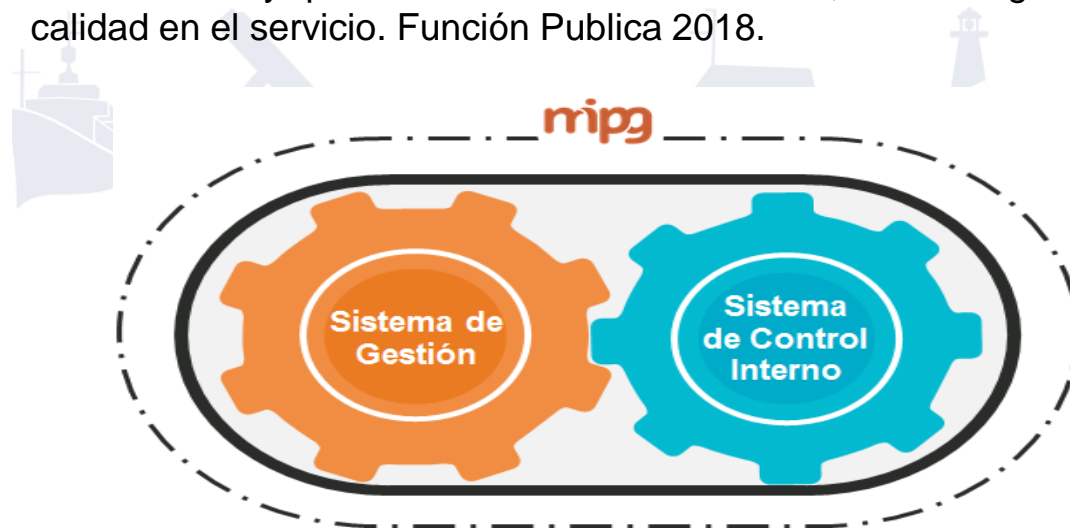 calidad en el servicio. Función Publica 2018.
mipg
Sistema de
Gestión
Sistema
de Control
Interno